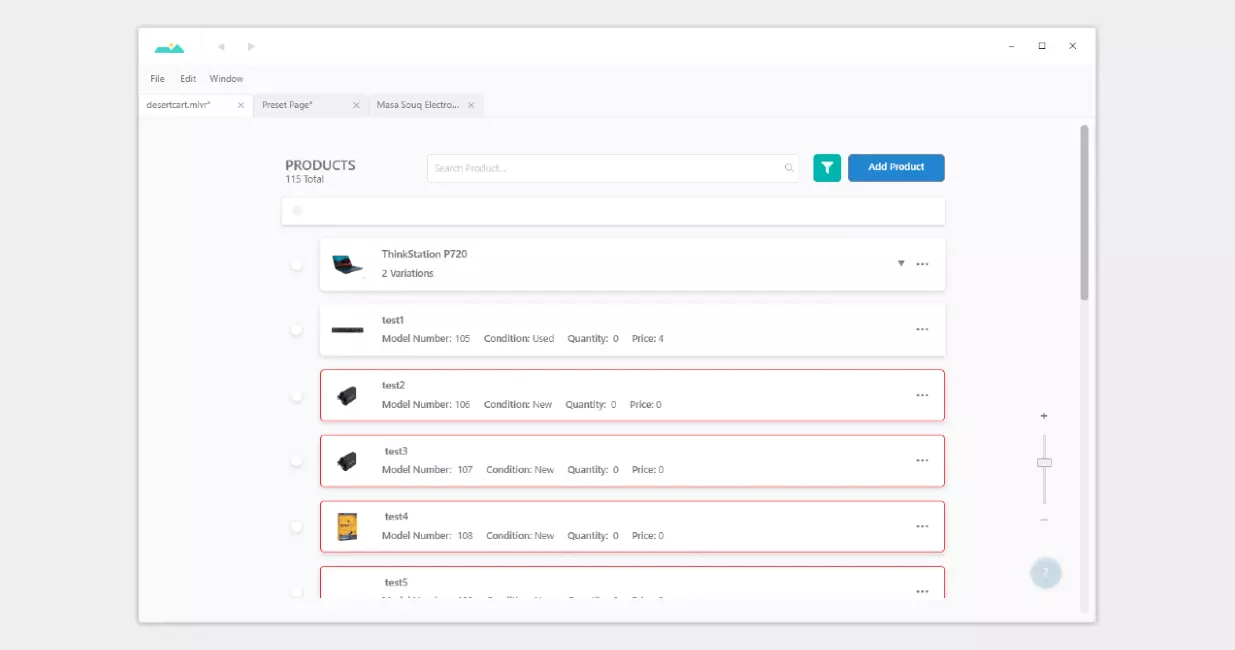 File Edit Window
desertcart.mlvr* Preset Page* Masa Souq Electro...
PRODUCTS
115 Total
Search Product...
Add Product
ThinkStation P720
2 Variations
test1
Model Number: 105 Condition: Used Quantity: 0 Price: 4
test2
Model Number: 106 Condition: New Quantity: 0 Price: 0
test3
Model Number: 107 Condition: New Quantity: 0 Price: 0
test4
Model Number: 108 Condition: New Quantity: 0 Price: 0
test5
?